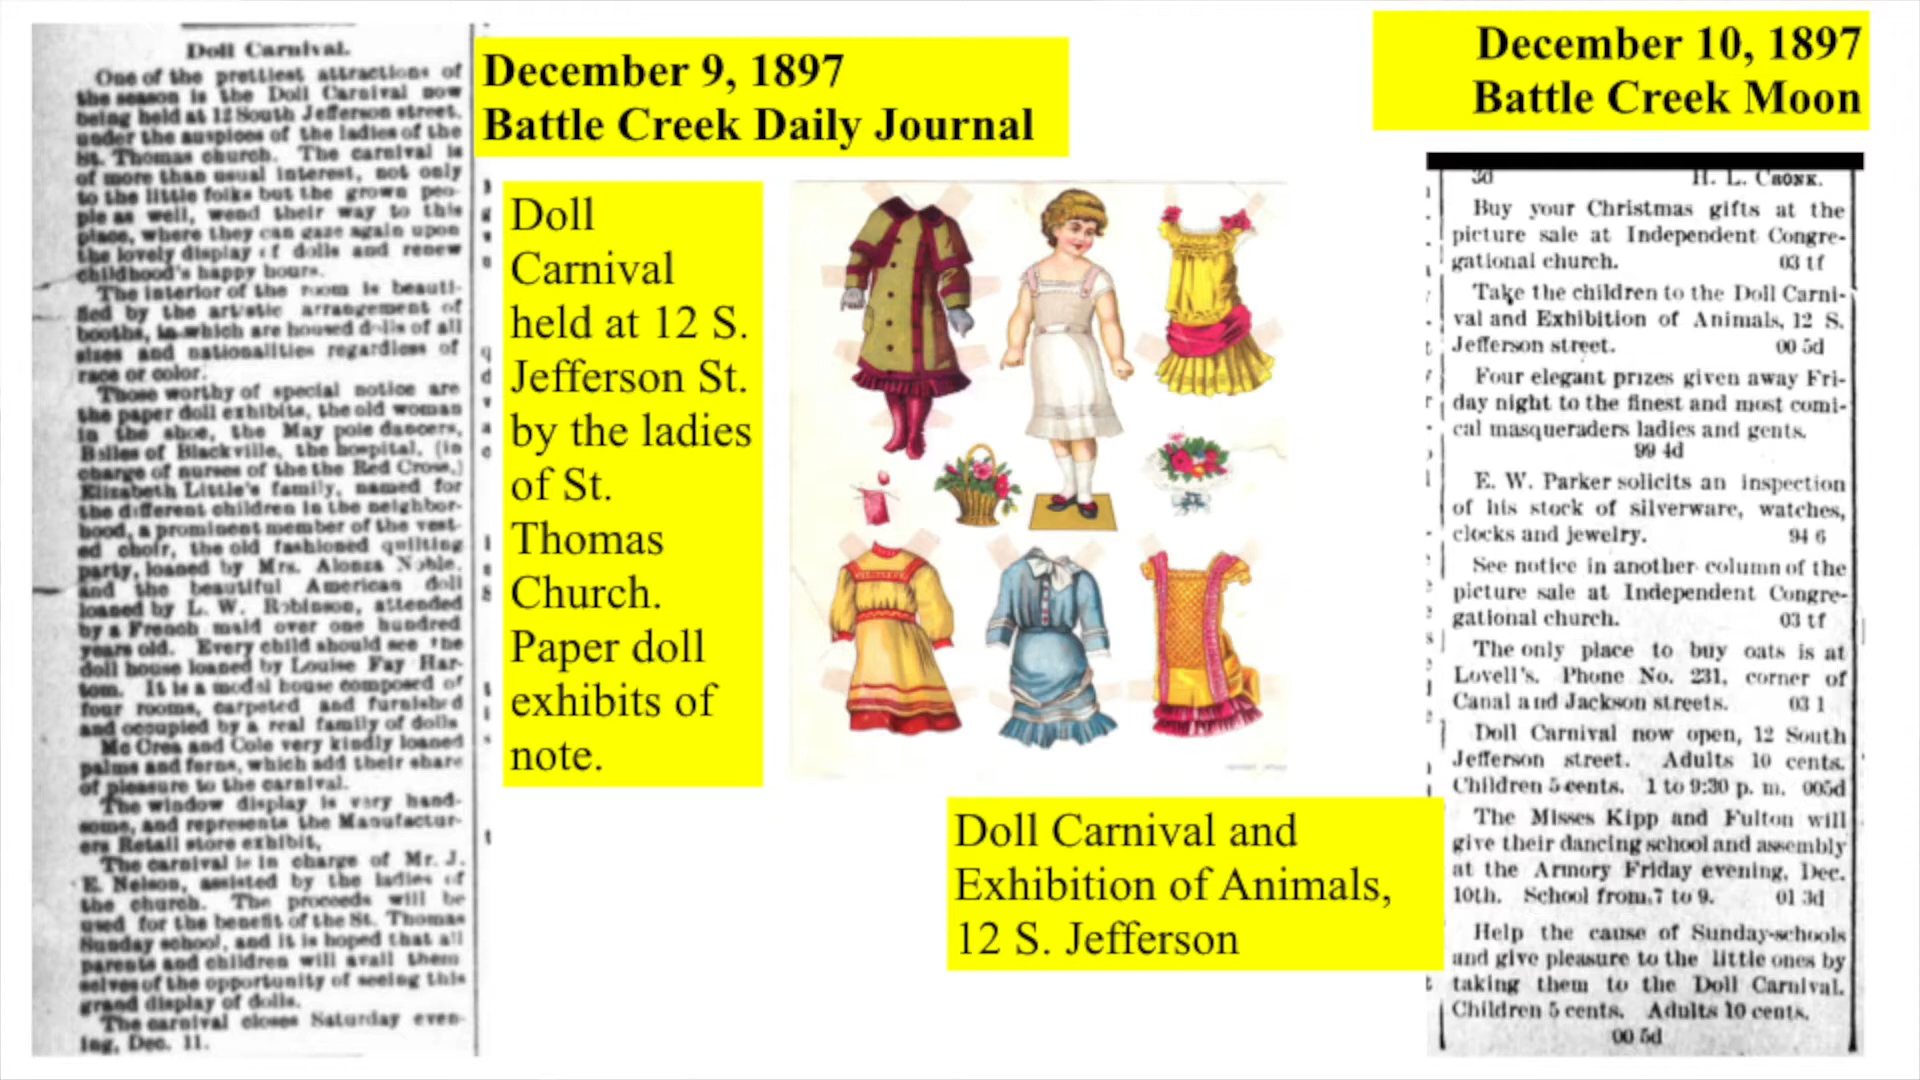 Doll Carnival.
One of the prettiest attractions of
the season is the Doll Carnival now
being held at 12 South Jefferson street,
under the auspices of the ladies of the
St. Thomas church. The carnival is
of more than usual interest, not only
to the little folks but the grown peo-
ple as well, wend their way to this
place, where they can gaze again upon
the lovely display of dolls and renew
childhood's happy hours.
The interior of the room is beauti-
fied by the artistic arrangement of
booths, in which are housed dolls of all
sizes and nationalities regardless of
race or color.
Those worthy of special notice are
the paper doll exhibits, the old woman
in the shoe, the May pole dancers,
Belles of Blackville, the hospital, (in
charge of nurses of the the Red Cross,)
Elizabeth Little's family, named for
the different children in the neighbor-
hood, a prominent member of the vest-
ed choir, the old fashioned quilting
party, loaned by Mrs. Alonza Noble,
and the beautiful American doll
loaned by L. W. Robinson, attended
by a French maid over one hundred
years old. Every child should see the
doll house loaned by Louise Fay Har-
tom. It is a model house composed of
four rooms, carpeted and furnished
and occupied by a real family of dolls
Mc Crea and Cole very kindly loaned
palms and ferns, which add their share
of pleasure to the carnival.
The window display is very hand-
some, and represents the Manufactur-
ers Retail store exhibit,
The carnival is in charge of Mr. J.
E. Nelson, assisted by the ladies of
the church. The proceeds will be
used for the benefit of the St. Thomas
Sunday school, and it is hoped that all
parents and children will avail them
selves of the opportunity of seeing this
grand display of dolls.
The carnival closes Saturday even-
ing, Dec. 11.
December 9, 1897
Battle Creek Daily Journal
Doll
Carnival
held at 12 S.
Jefferson St.
by the ladies
of St.
Thomas
Church.
Paper doll
exhibits of
note.
Doll Carnival and
Exhibition of Animals,
12 S. Jefferson
December 10, 1897
Battle Creek Moon
3d H. L. CRONK.
Buy your Christmas gifts at the
picture sale at Independent Congre-
gational church. 03 tf
Take the children to the Doll Carni-
val and Exhibition of Animals, 12 S.
Jefferson street. 00 5d
Four elegant prizes given away Fri-
day night to the finest and most comi-
cal masqueraders ladies and gents.
99 4d
E. W. Parker solicits an inspection
of his stock of silverware, watches,
clocks and jewelry. 94 6
See notice in another column of the
picture sale at Independent Congre-
gational church. 03 tf
The only place to buy oats is at
Lovell's. Phone No. 231, corner of
Canal and Jackson streets. 03 1
Doll Carnival now open, 12 South
Jefferson street. Adults 10 cents.
Children 5 cents. 1 to 9:30 p. m. 005d
The Misses Kipp and Fulton will
give their dancing school and assembly
at the Armory Friday evening, Dec.
10th. School from 7 to 9. 01 3d
Help the cause of Sunday-schools
and give pleasure to the little ones by
taking them to the Doll Carnival.
Children 5 cents. Adults 10 cents.
00 5d